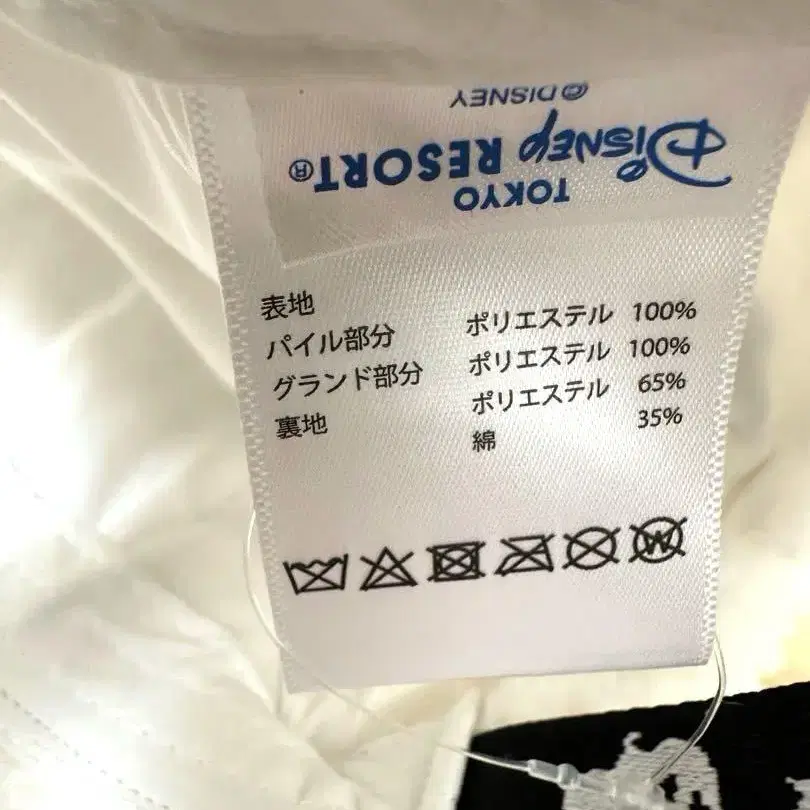 TOKYO
Disney RESORT®
© DISNEY
表地
パイル部分 ポリエステル 100%
グランド部分 ポリエステル 100%
裏地 ポリエステル 65%
綿 35%
W